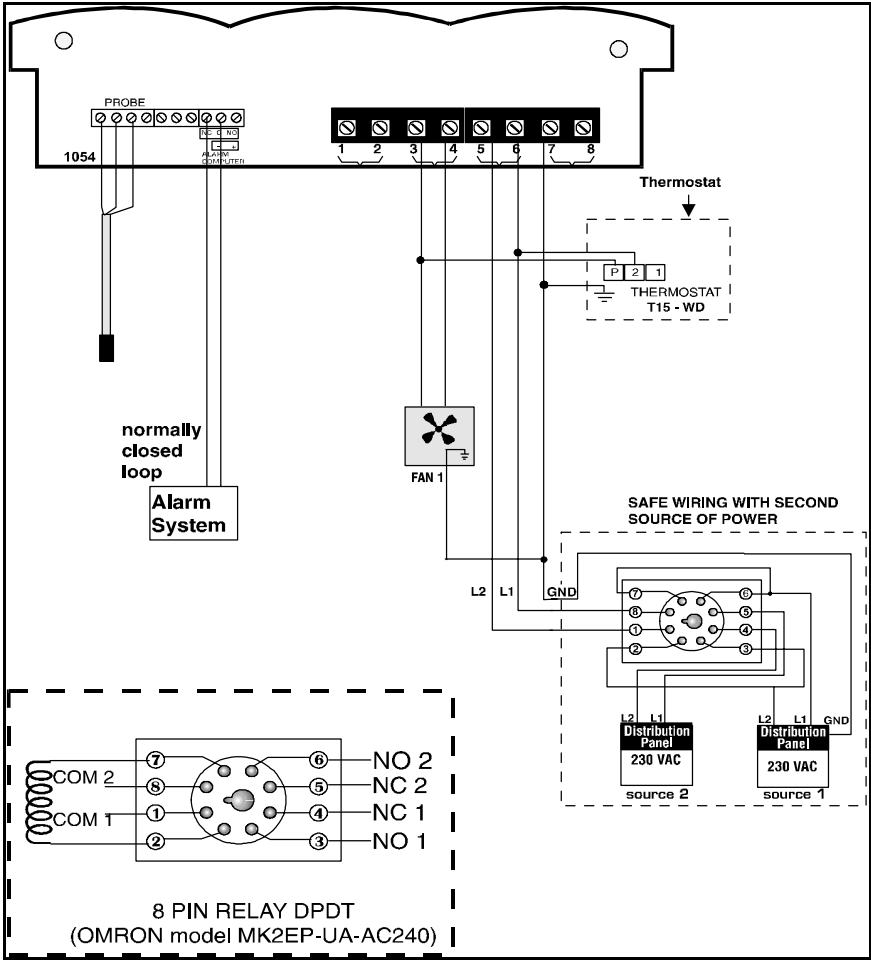 PROBE
NC C NO
- +
ALARM
COMPUTER
1054
1 2 3 4 5 6 7 8
Thermostat
P 2 1
THERMOSTAT
T15 - WD
normally
closed
loop
Alarm
System
FAN 1
SAFE WIRING WITH SECOND
SOURCE OF POWER
L2 L1 GND
7 6
8 5
1 4
2 3
L2 L1
Distribution
Panel
230 VAC
source 2
L2 L1 GND
Distribution
Panel
230 VAC
source 1
7 6 NO 2
COM 2 8 5 NC 2
COM 1 1 4 NC 1
2 3 NO 1
8 PIN RELAY DPDT
(OMRON model MK2EP-UA-AC240)